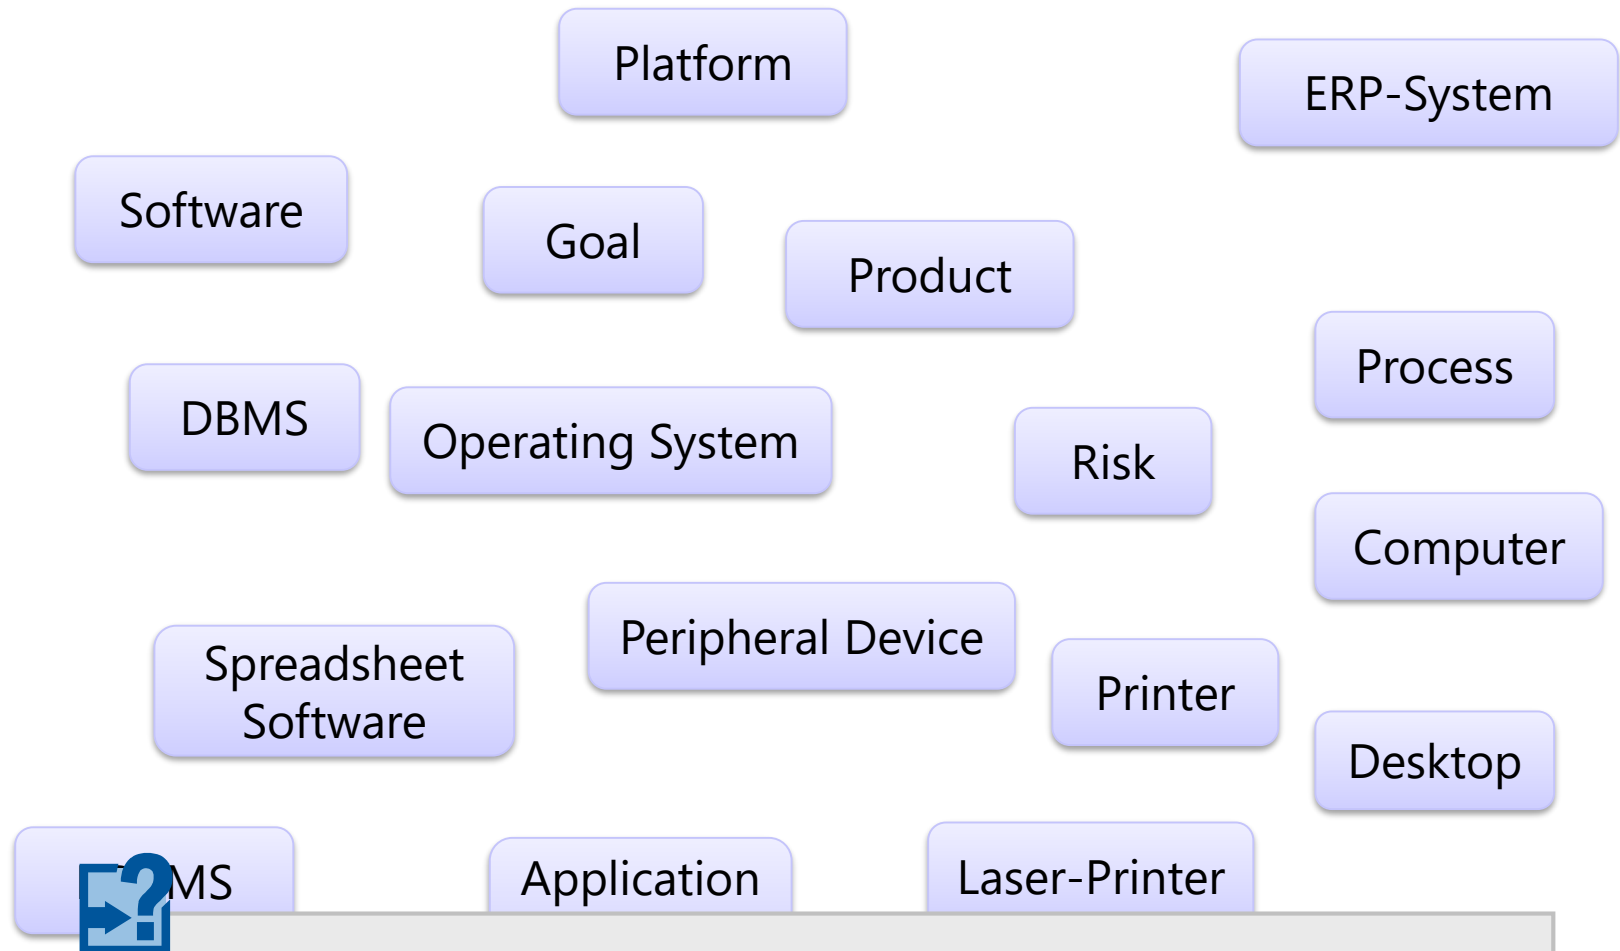 Platform
ERP-System
Software
Goal
Product
Process
DBMS
Operating System
Risk
Computer
Peripheral Device
Spreadsheet
Software
Printer
Desktop
Application
Laser-Printer